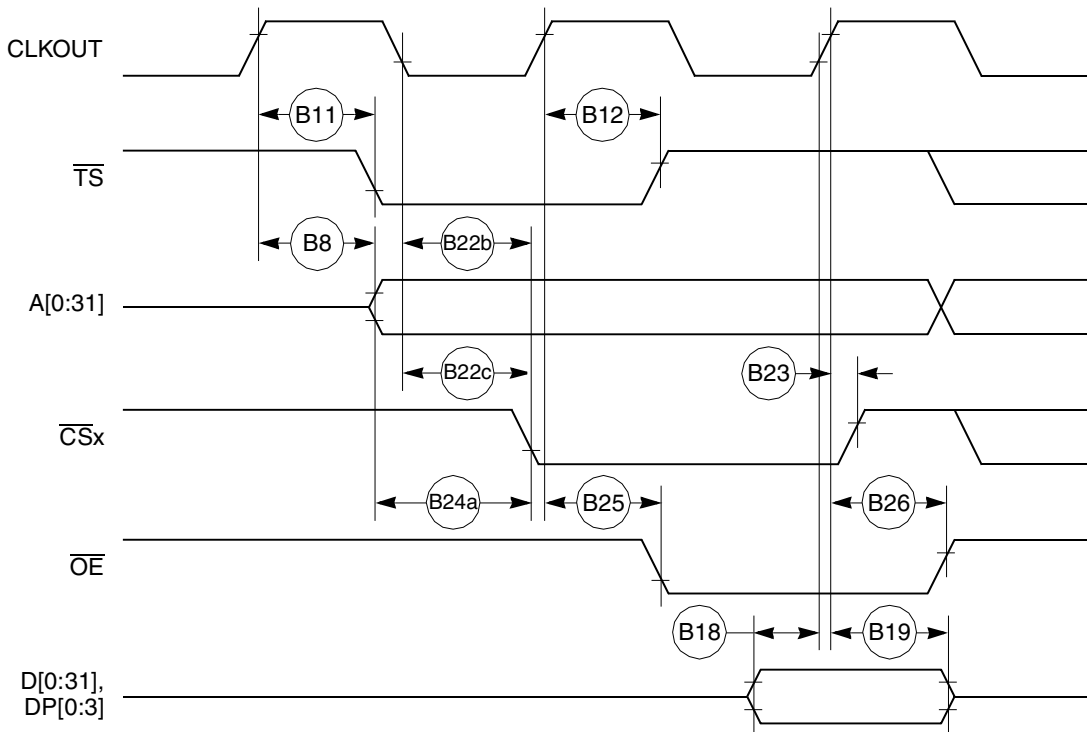 CLKOUT
B11
B12
TS
B8
B22b
A[0:31]
B22c
B23
CSx
B24a
B25
B26
OE
B18
B19
D[0:31],
DP[0:3]